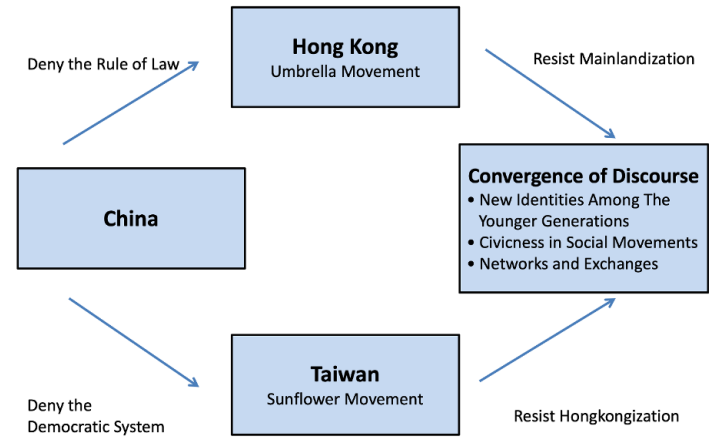 Hong Kong
Umbrella Movement
Deny the Rule of Law
Resist Mainlandization
China
Convergence of Discourse
• New Identities Among The
Younger Generations
• Civicness in Social Movements
• Networks and Exchanges
Taiwan
Sunflower Movement
Deny the
Democratic System
Resist Hongkongization